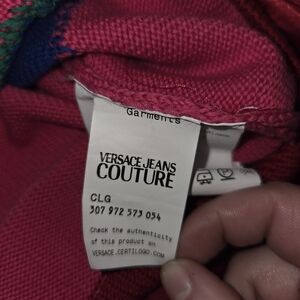 Garments
VERSACE JEANS
COUTURE
CLG
307 972 573 054
Check the authenticity
of this product on
VERSACE.CERTILOGO.COM